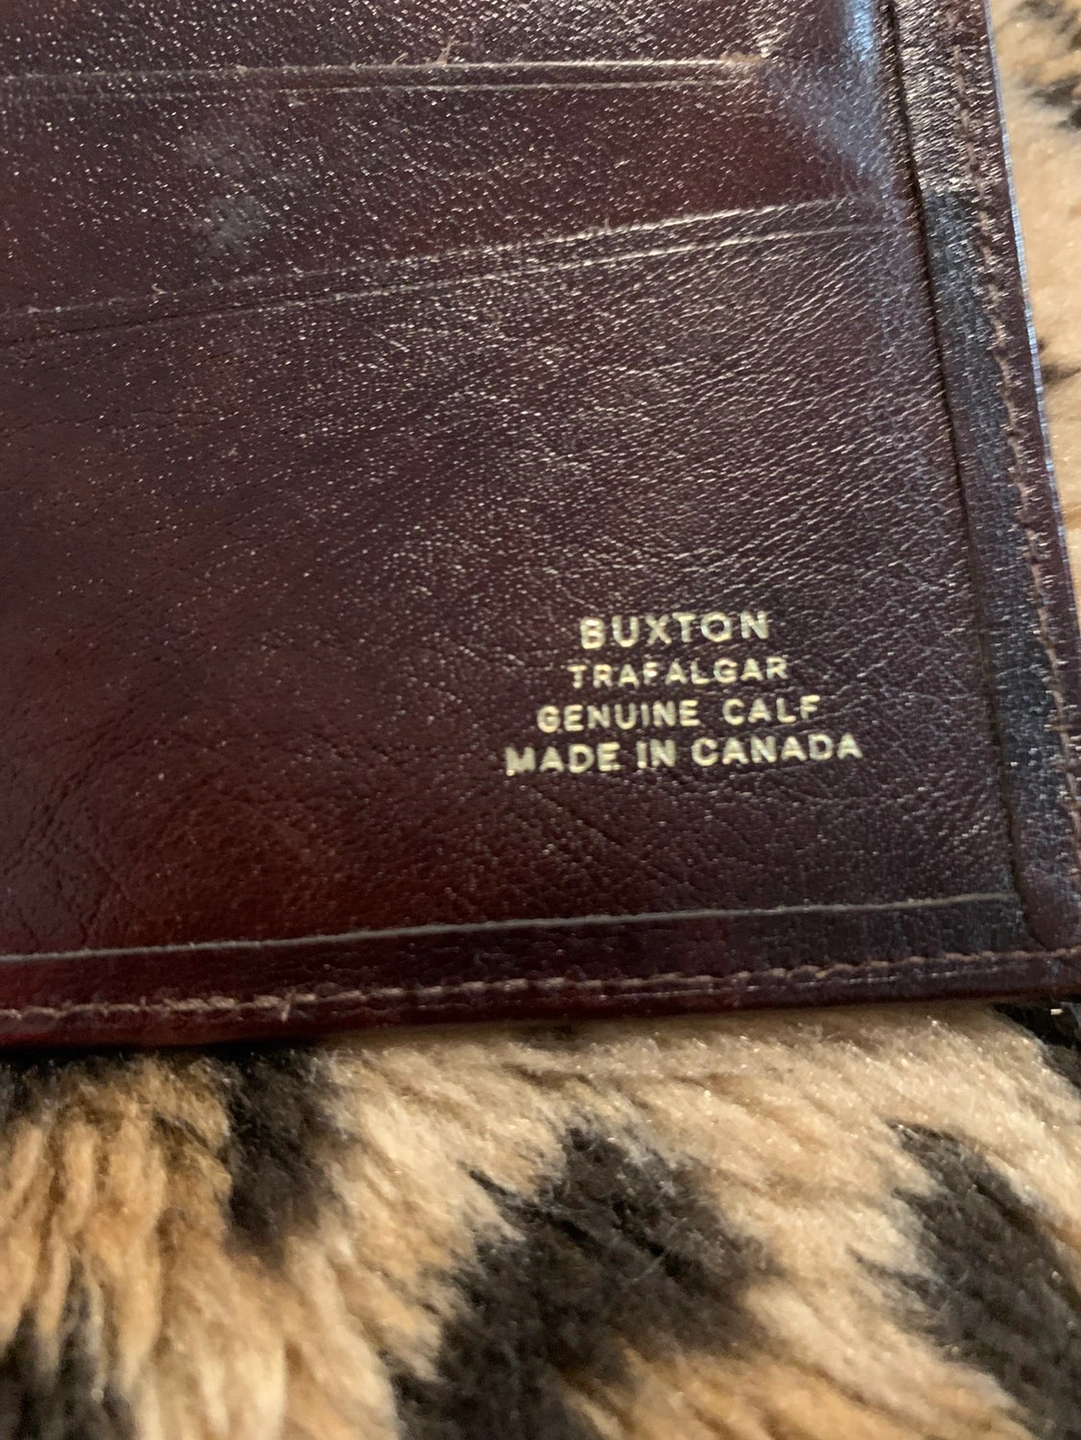 BUXTON
TRAFALGAR
GENUINE CALF
MADE IN CANADA